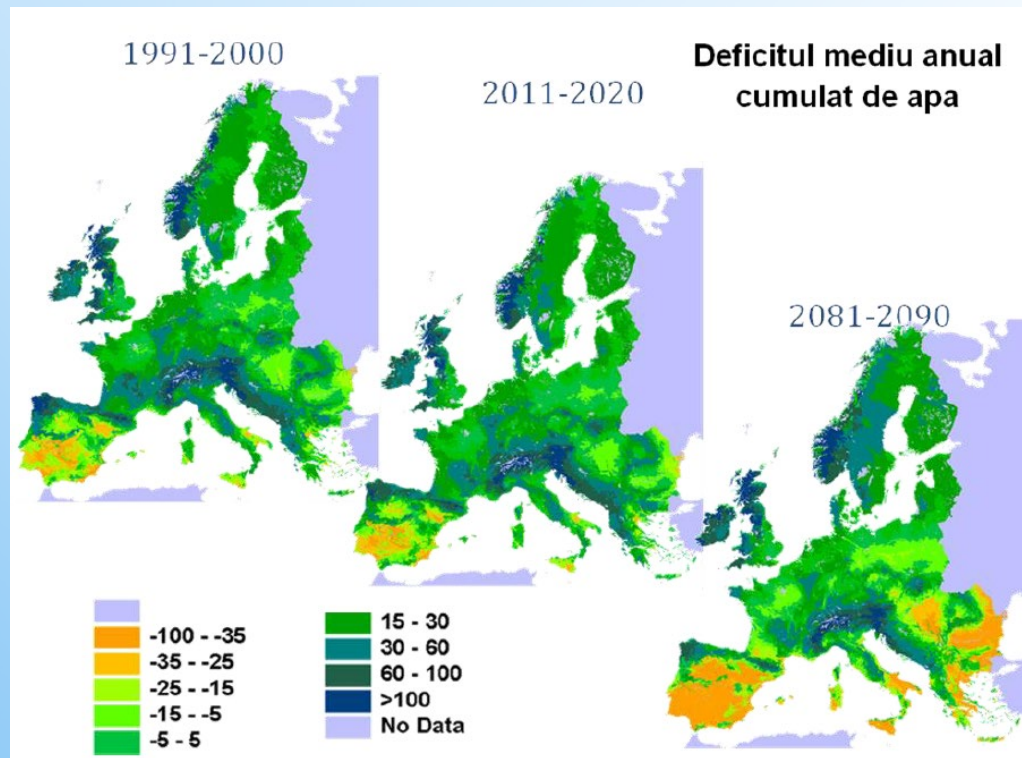 1991-2000
2011-2020
Deficitul mediu anual
cumulat de apa
2081-2090
-100 - -35
-35 - -25
-25 - -15
-15 - -5
-5 - 5
15 - 30
30 - 60
60 - 100
>100
No Data